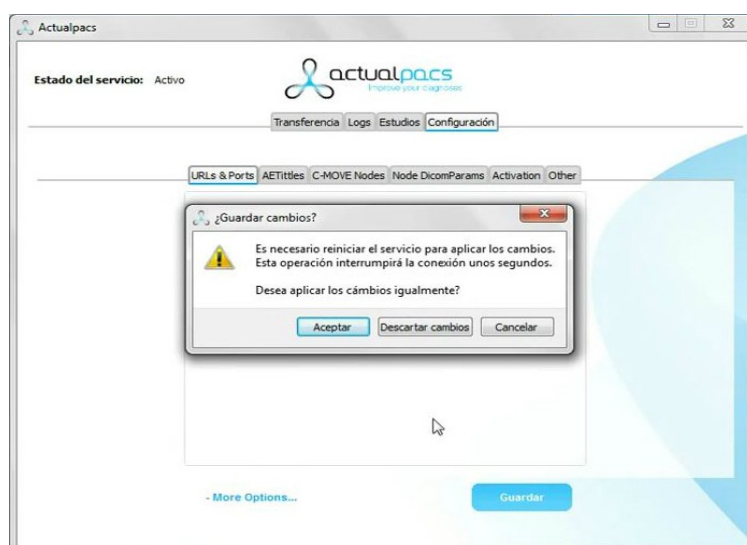 Actualpacs
Estado del servicio: Activo
actualpacs
Improve your diagnoses
Transferencia Logs Estudios Configuración
URLs & Ports AETittles C-MOVE Nodes Node DicomParams Activation Other
¿Guardar cambios?
Es necesario reiniciar el servicio para aplicar los cambios.
Esta operación interrumpirá la conexión unos segundos.
Desea aplicar los cámbios igualmente?
Aceptar Descartar cambios Cancelar
- More Options...
Guardar